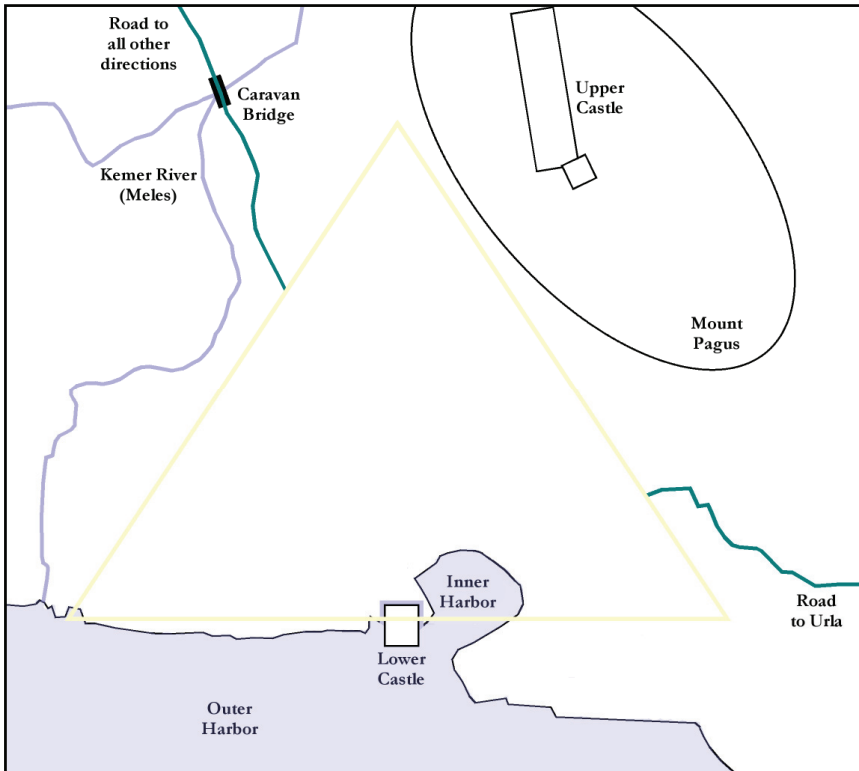 Road to
all other
directions
Caravan
Bridge
Upper
Castle
Kemer River
(Meles)
Mount
Pagus
Inner
Harbor
Road
to Urla
Lower
Castle
Outer
Harbor